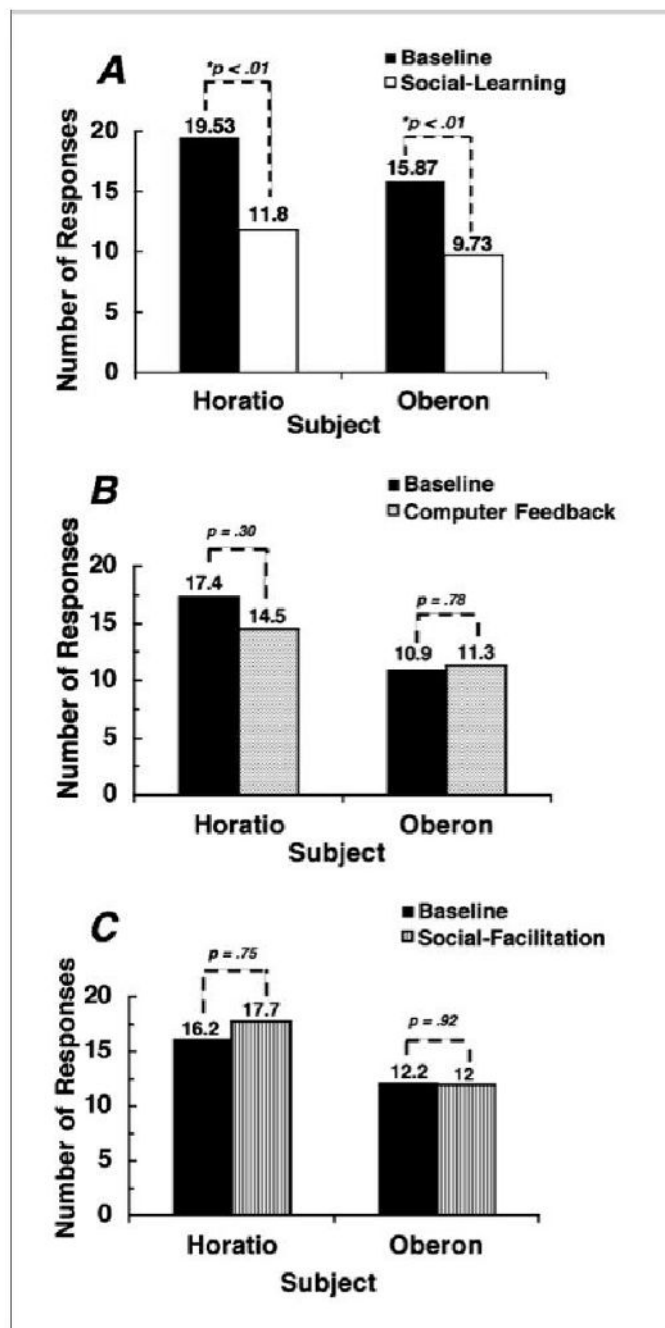 A
Baseline
Social-Learning
*p < .01
*p < .01
19.53
11.8
15.87
9.73
20
15
10
5
0
Number of Responses
Horatio
Oberon
Subject
B
Baseline
Computer Feedback
p = .30
p = .78
17.4
14.5
10.9
11.3
20
15
10
5
0
Number of Responses
Horatio
Oberon
Subject
C
Baseline
Social-Facilitation
p = .75
p = .92
16.2
17.7
12.2
12
20
15
10
5
0
Number of Responses
Horatio
Oberon
Subject